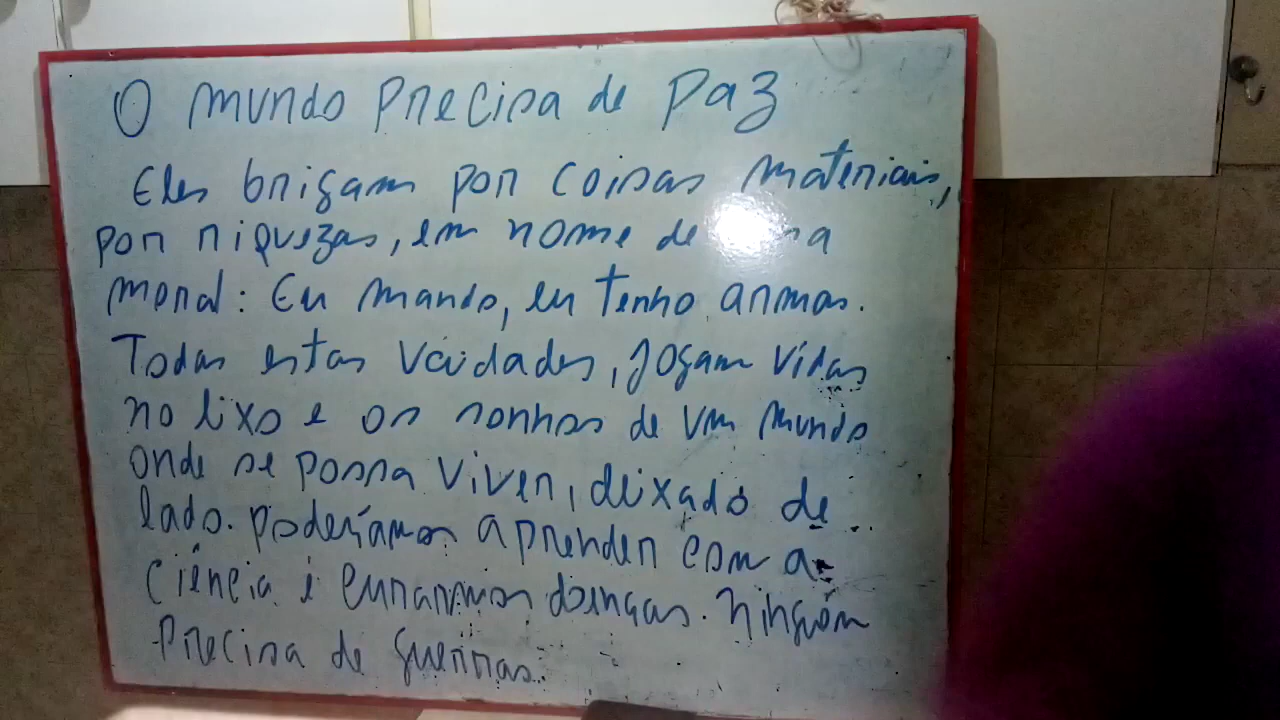 O mundo precisa de paz
Eles brigam por coisas materiais,
por riquezas, em nome de
moral: Eu mando, eu tenho armas.
Todas estas vaidades, jogam vidas
no lixo e os sonhos de um mundo
onde se possa viver, deixado de
lado. poderíamos aprender com a
ciência e curarmos doenças. Ninguém
precisa de guerras.